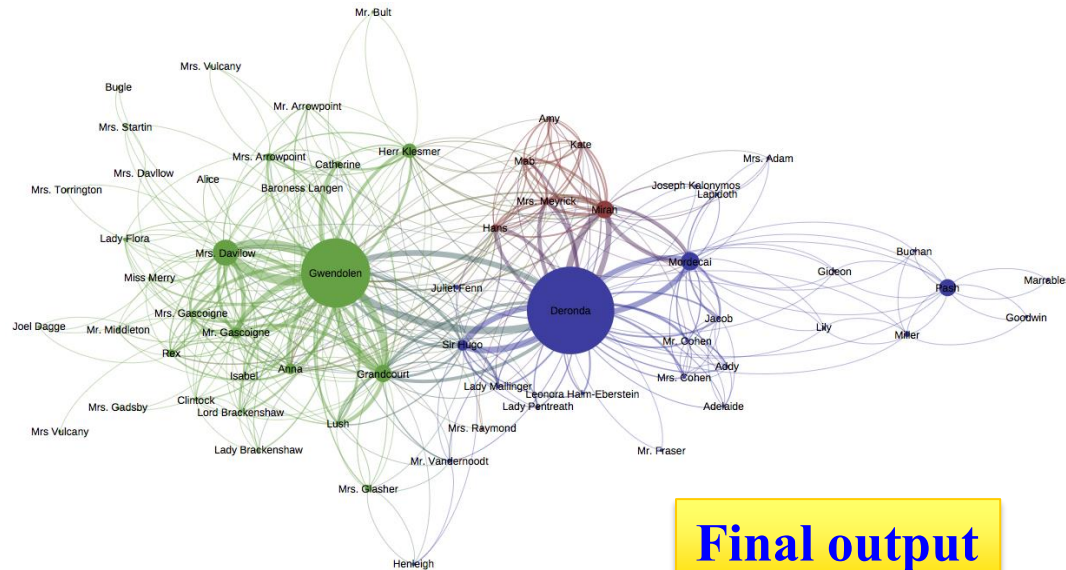 Mr. Bult
Mrs. Vulcany
Bugle
Mr. Arrowpoint
Mrs. Startin
Amy
Kate
Herr Klesmer
Mrs. Arrowpoint
Catherine
Mab
Mrs. Adam
Mrs. Davllow
Alice
Baroness Langen
Joseph Kalonymos
Lapidoth
Mrs. Torrington
Mrs. Meyrick
Mirah
Hans
Lady Flora
Mrs. Davilow
Gwendolen
Mordecai
Buchan
Gideon
Miss Merry
Juliet Fenn
Pash
Marrables
Mrs. Gascoigne
Deronda
Jacob
Goodwin
Joel Dagge
Mr. Middleton
Mr. Gascoigne
Lily
Miller
Rex
Sir Hugo
Mr. Cohen
Anna
Addy
Isabel
Grandcourt
Mrs. Cohen
Lady Mallinger
Leonora Halm-Eberstein
Clintock
Mrs. Gadsby
Lord Brackenshaw
Lady Pentreath
Adelaide
Lush
Mrs. Raymond
Mrs Vulcany
Lady Brackenshaw
Mr. Fraser
Mr. Vandernoodt
Mrs. Glasher
Henleigh
Final output